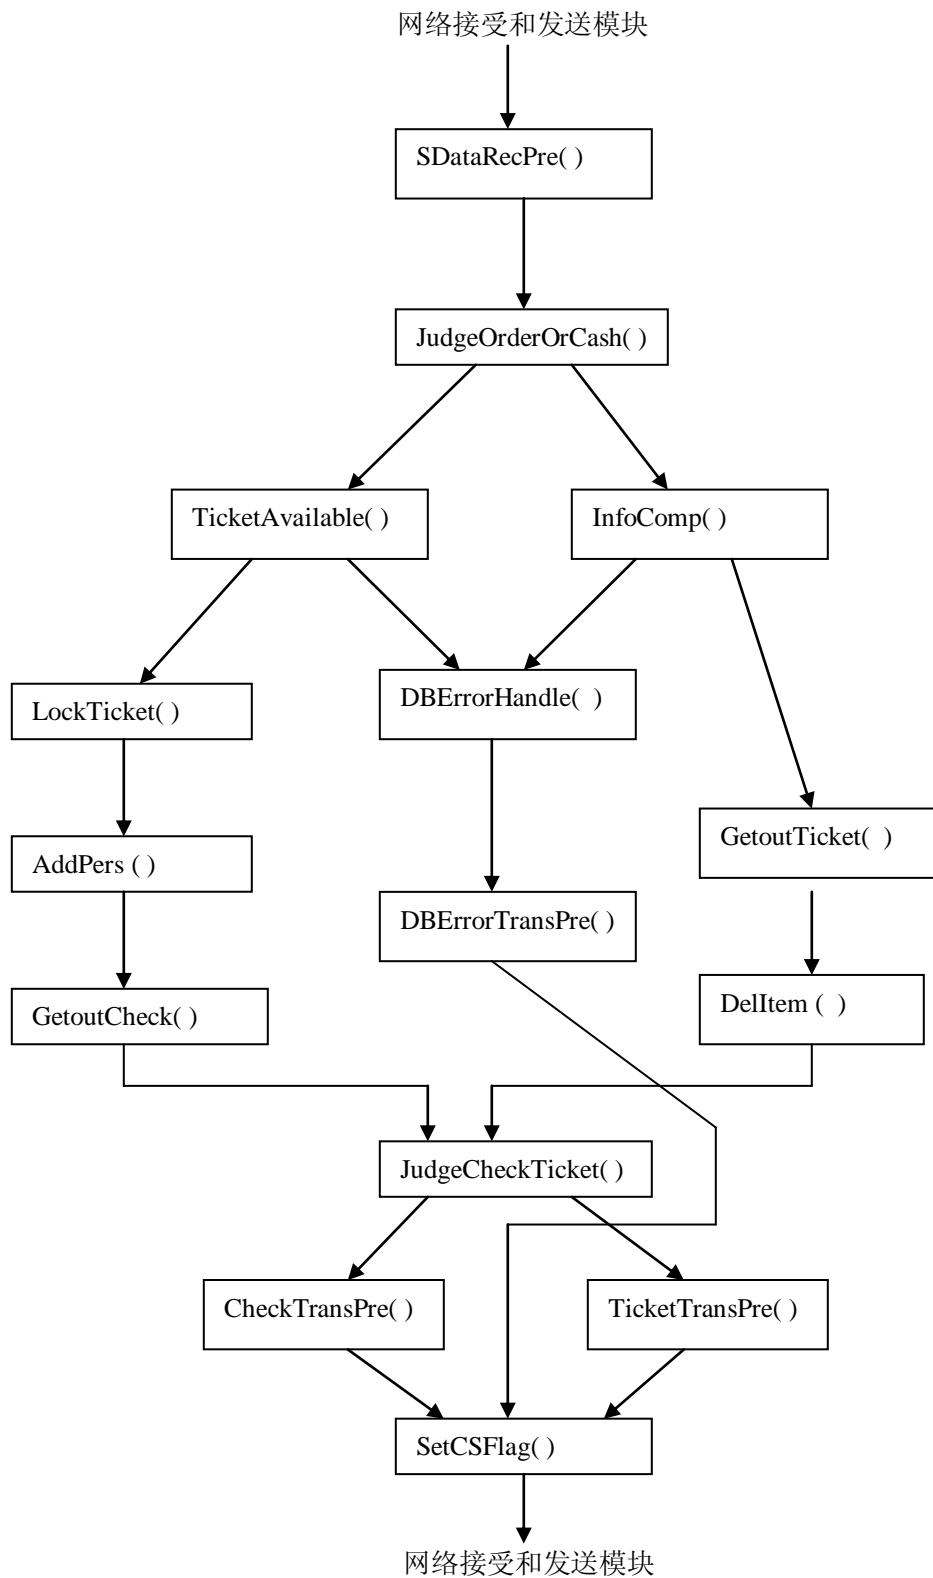 网络接受和发送模块
SDataRecPre( )
JudgeOrderOrCash( )
TicketAvailable( )
InfoComp( )
LockTicket( )
DBErrorHandle(  )
AddPers ( )
GetoutTicket(  )
DBErrorTransPre( )
GetoutCheck( )
DelItem (  )
JudgeCheckTicket( )
CheckTransPre( )
TicketTransPre( )
SetCSFlag( )
网络接受和发送模块